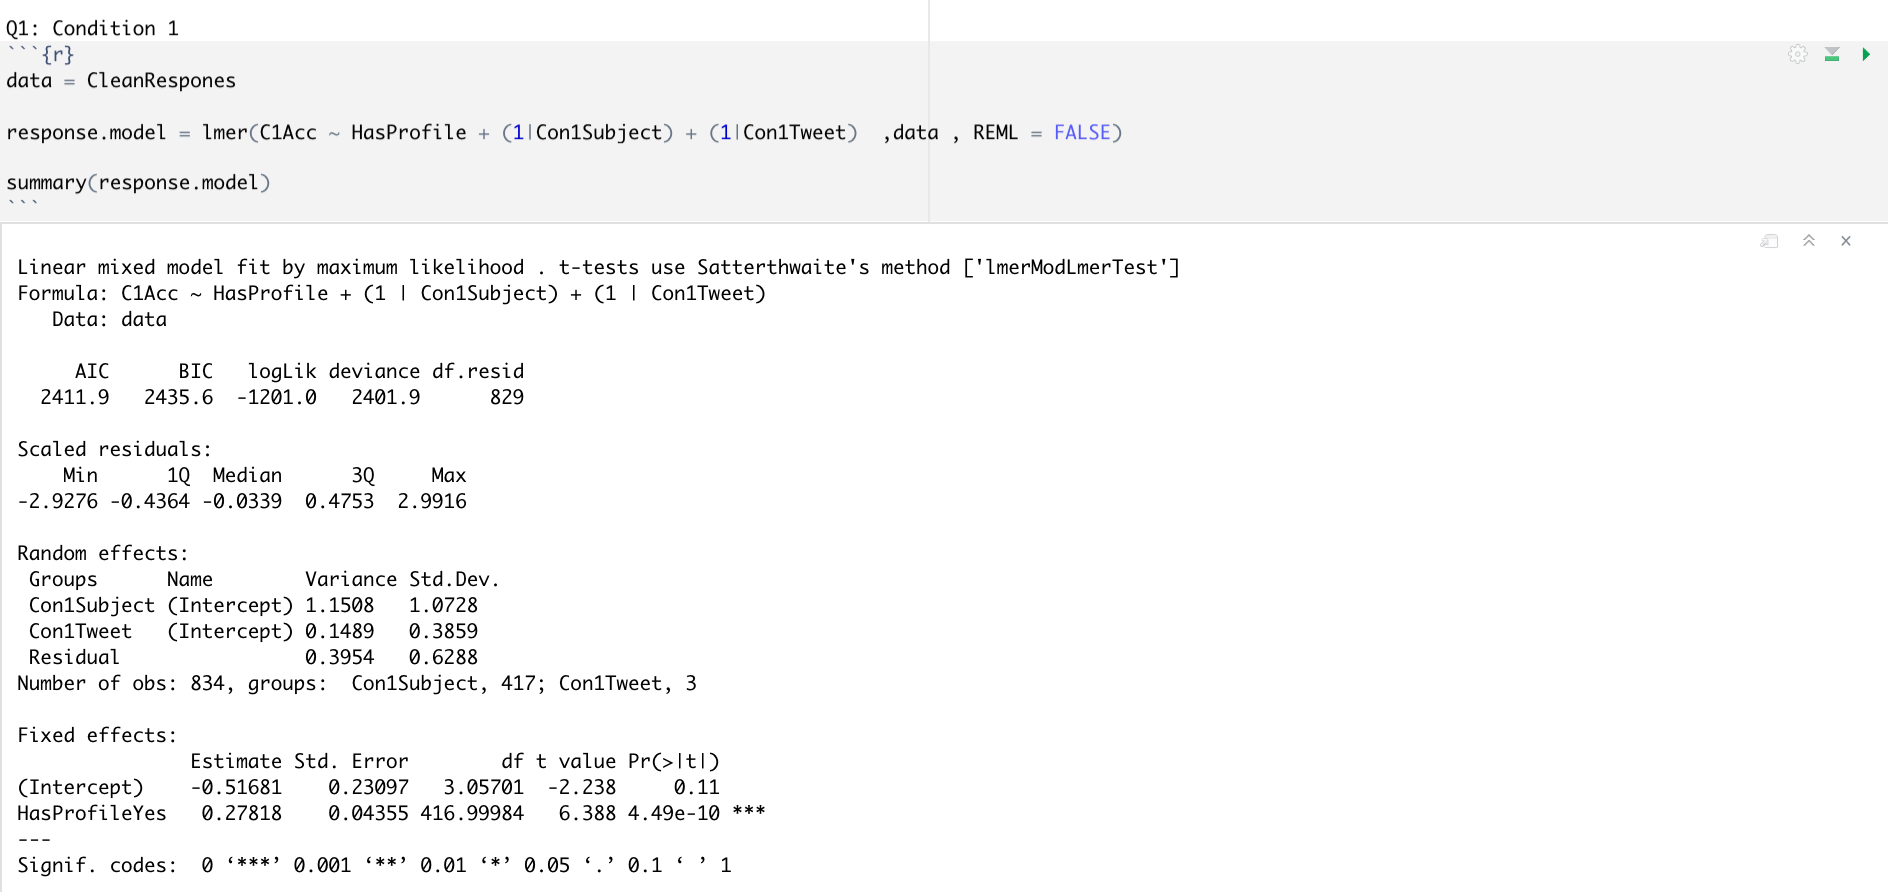 Q1: Condition 1
```{r}
data = CleanRespones
response.model = lmer(C1Acc ~ HasProfile + (1|Con1Subject) + (1|Con1Tweet)  ,data , REML = FALSE)
summary(response.model)
```
Linear mixed model fit by maximum likelihood . t-tests use Satterthwaite's method ['lmerModLmerTest']
Formula: C1Acc ~ HasProfile + (1 | Con1Subject) + (1 | Con1Tweet)
   Data: data
     AIC      BIC   logLik deviance df.resid
  2411.9   2435.6  -1201.0   2401.9      829
Scaled residuals:
    Min      1Q  Median      3Q     Max
-2.9276 -0.4364 -0.0339  0.4753  2.9916
Random effects:
 Groups      Name        Variance Std.Dev.
 Con1Subject (Intercept) 1.1508   1.0728
 Con1Tweet   (Intercept) 0.1489   0.3859
 Residual                0.3954   0.6288
Number of obs: 834, groups:  Con1Subject, 417; Con1Tweet, 3
Fixed effects:
               Estimate Std. Error        df t value Pr(>|t|)
(Intercept)    -0.51681    0.23097   3.05701  -2.238     0.11
HasProfileYes   0.27818    0.04355 416.99984   6.388 4.49e-10 ***
---
Signif. codes:  0 ‘***’ 0.001 ‘**’ 0.01 ‘*’ 0.05 ‘.’ 0.1 ‘ ’ 1